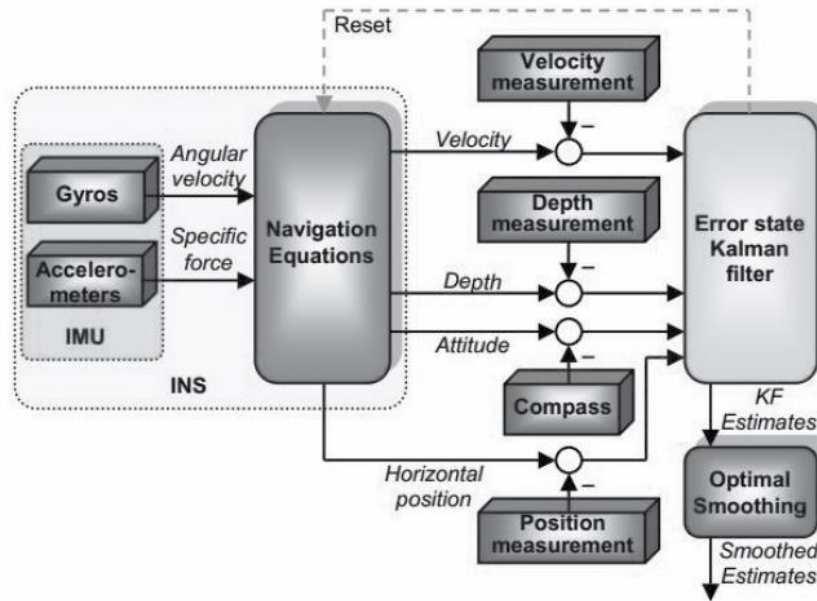 Reset
Velocity
measurement
−
Angular
velocity
Velocity
Gyros
Depth
measurement
−
Navigation
Equations
Error state
Kalman
filter
Specific
force
Accelero-
meters
IMU
INS
Depth
Attitude
−
Compass
KF
Estimates
Horizontal
position
−
Position
measurement
Optimal
Smoothing
Smoothed
Estimates